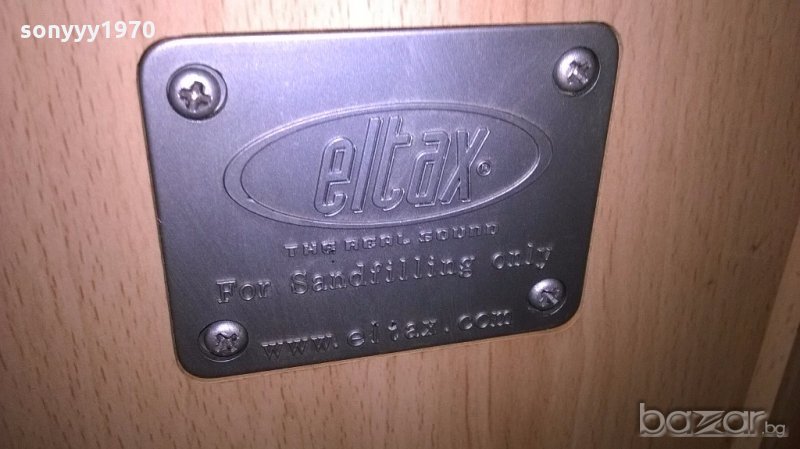 sonyyy1970
eltax®
THE REAL SOUND
For Sandfilling only
www.eltax.com
bazar.bg